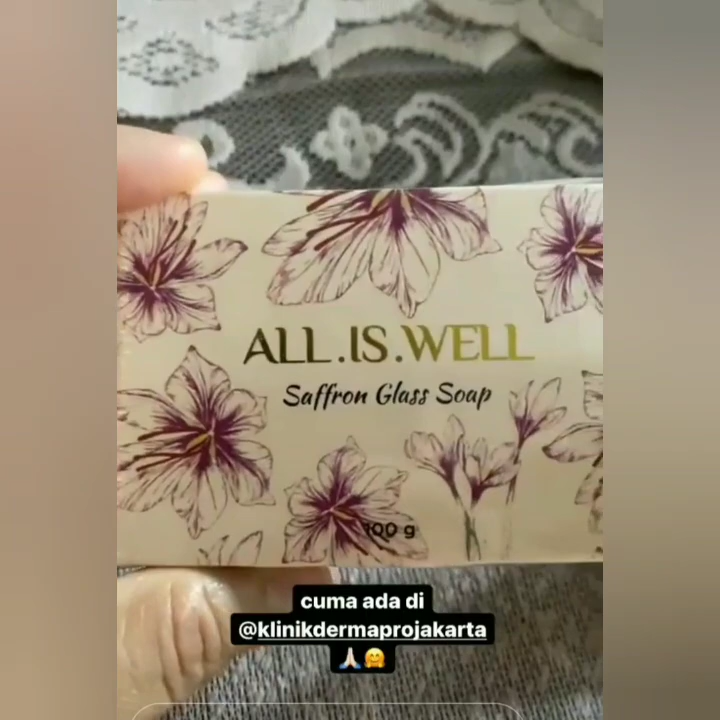 ALL.IS.WELL
Saffron Glass Soap
100 g
cuma ada di
@klinikdermaprojakarta
🙏🏻🤗